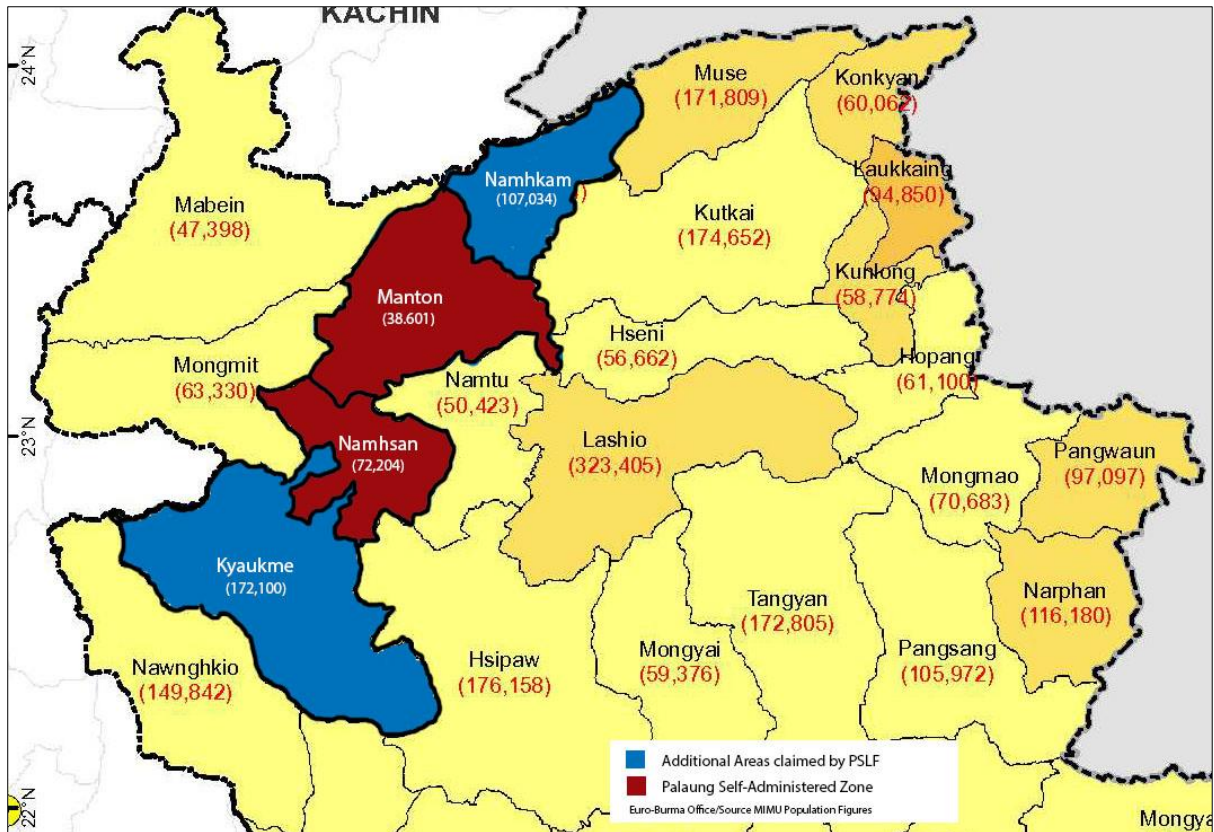 KACHIN
24°N
Muse
(171,809)
Konkyan
(60,062)
Namhkam
(107,034)
Laukkaing
(94,850)
Mabein
(47,398)
Kutkai
(174,652)
Manton
(38.601)
Kunlong
(58,774)
Mongmit
(63,330)
Hseni
(56,662)
Hopang
(61,100)
Namtu
(50,423)
23°N
Namhsan
(72,204)
Lashio
(323,405)
Mongmao
(70,683)
Pangwaun
(97,097)
Kyaukme
(172,100)
Nawnghkio
(149,842)
Hsipaw
(176,158)
Mongyai
(59,376)
Tangyan
(172,805)
Pangsang
(105,972)
Narphan
(116,180)
Additional Areas claimed by PSLF
Palaung Self-Administered Zone
Euro-Burma Office/Source MIMU Population Figures
22°N
Mongya